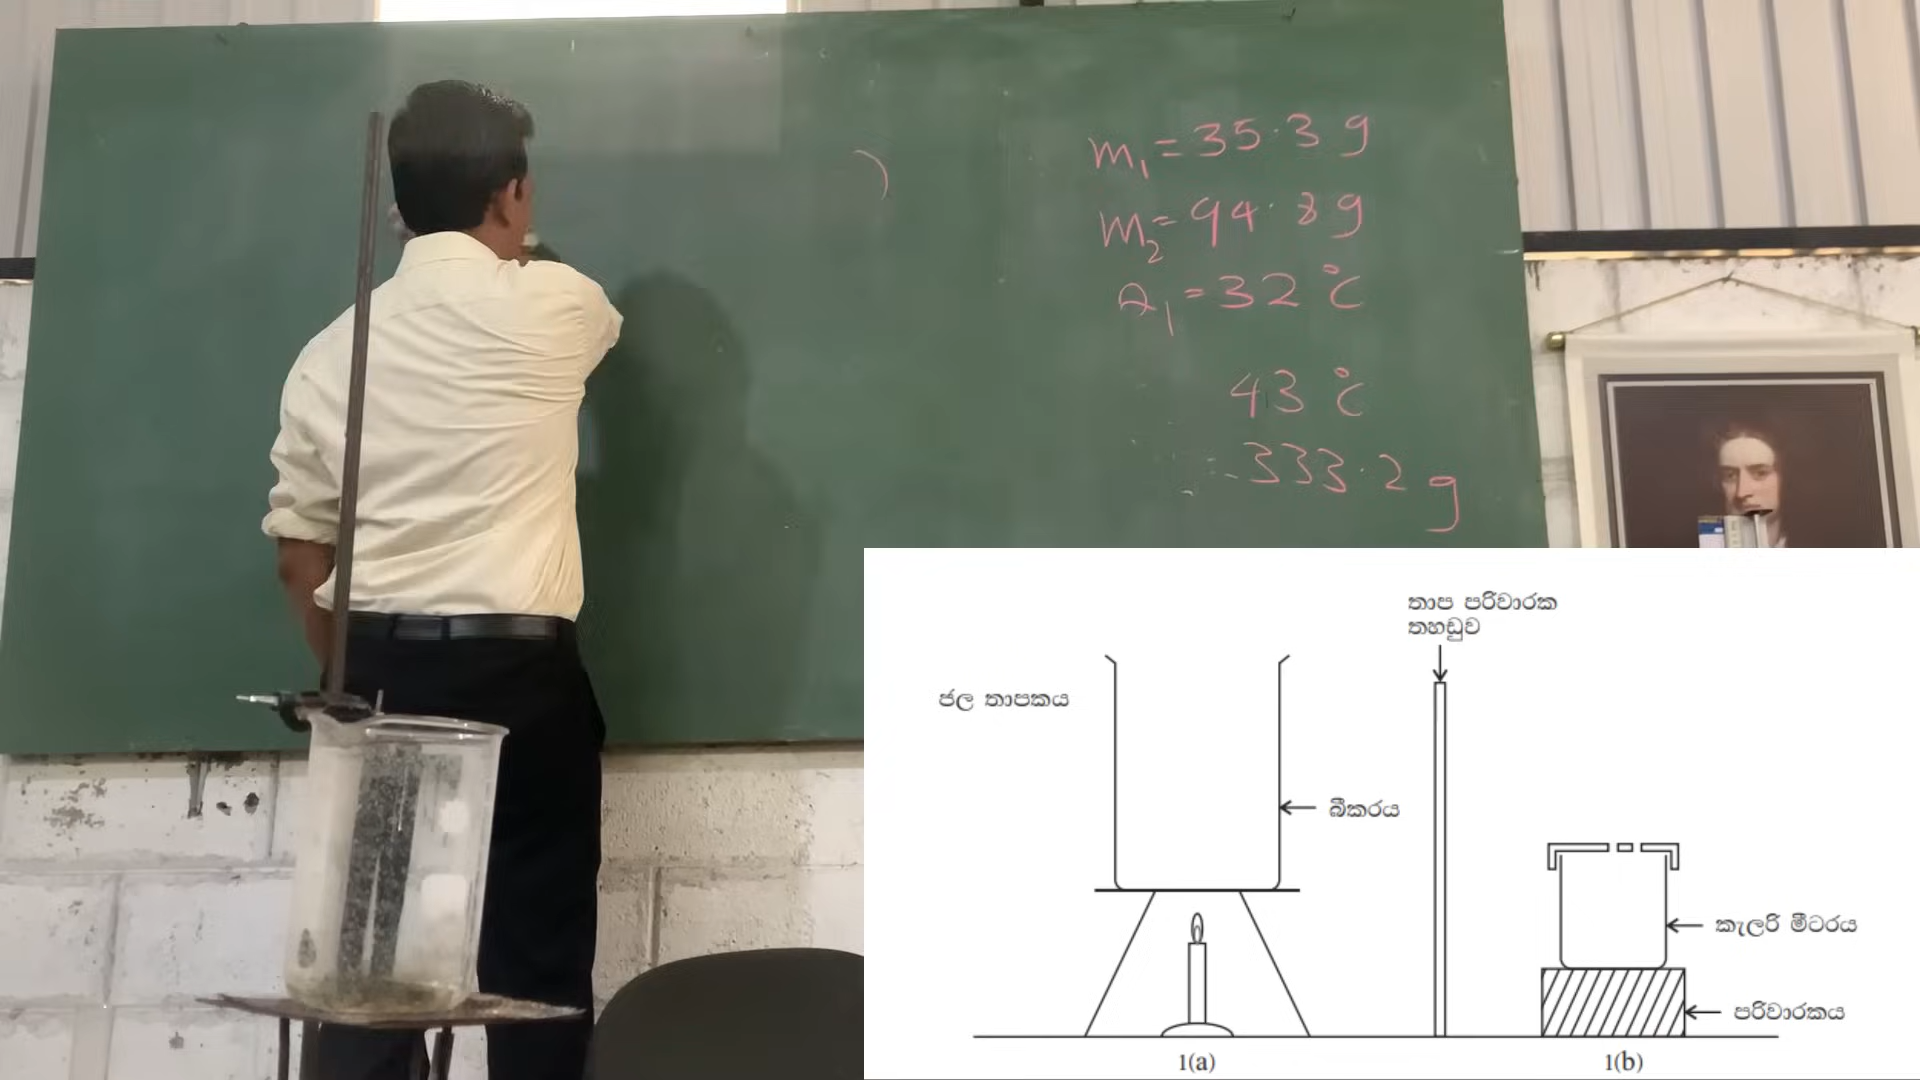 m₁ = 35.3 g
m₂ = 94.8 g
θ₁ = 32 °c
43 °c
= 333.2 g
තාප පරිවාරක
තහඩුව
ජල තාපකය
බීකරය
කැලරි මීටරය
පරිවාරකය
1(a)
1(b)